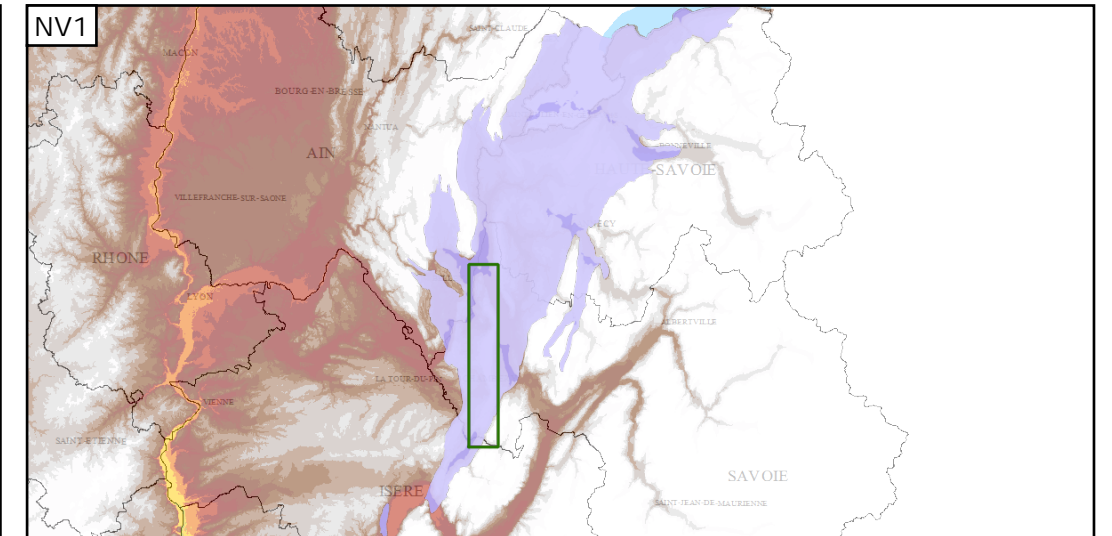 NV1
SAINT-CLAUDE
MACON
BOURG-EN-BRESSE
NANTUA
AIN
BONNEVILLE
HAUTE-SAVOIE
VILLEFRANCHE-SUR-SAONE
RHONE
LYON
ALBERTVILLE
LA TOUR-DU-PIN
VIENNE
SAINT-ETIENNE
SAVOIE
ISERE
SAINT-JEAN-DE-MAURIENNE